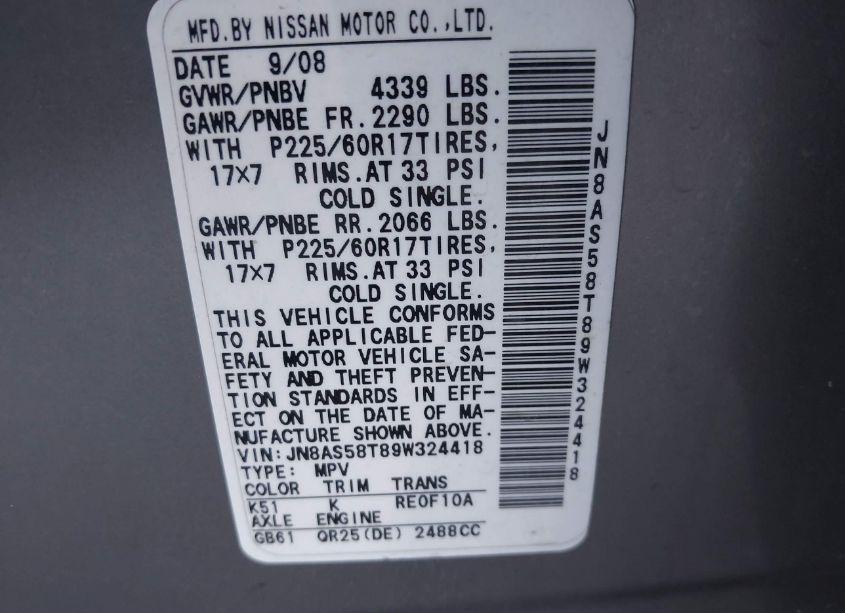 MFD.BY NISSAN MOTOR CO.,LTD.
DATE 9/08
GVWR/PNBV 4339 LBS.
GAWR/PNBE FR.2290 LBS.
WITH P225/60R17TIRES,
17X7 RIMS.AT 33 PSI
COLD SINGLE.
GAWR/PNBE RR.2066 LBS.
WITH P225/60R17TIRES,
17X7 RIMS.AT 33 PSI
COLD SINGLE.
THIS VEHICLE CONFORMS
TO ALL APPLICABLE FED-
ERAL MOTOR VEHICLE SA-
FETY AND THEFT PREVEN-
TION STANDARDS IN EFF-
ECT ON THE DATE OF MA-
NUFACTURE SHOWN ABOVE.
VIN:JN8AS58T89W324418
TYPE: MPV
COLOR TRIM TRANS
K51 K RE0F10A
AXLE ENGINE
GB61 QR25(DE) 2488CC
JN8AS58T89W324418